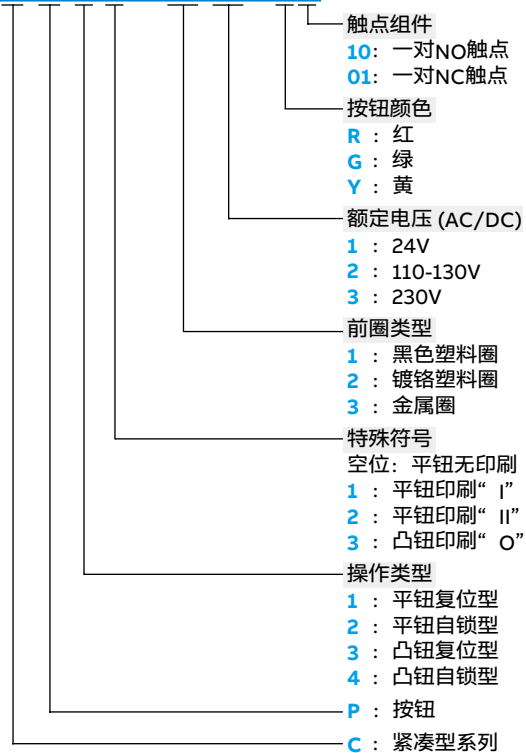 触点组件
10: 一对NO触点
01: 一对NC触点
按钮颜色
R : 红
G : 绿
Y : 黄
额定电压 (AC/DC)
1 : 24V
2 : 110-130V
3 : 230V
前圈类型
1 : 黑色塑料圈
2 : 镀铬塑料圈
3 : 金属圈
特殊符号
空位: 平钮无印刷
1 : 平钮印刷“ I”
2 : 平钮印刷“ II”
3 : 凸钮印刷“ O”
操作类型
1 : 平钮复位型
2 : 平钮自锁型
3 : 凸钮复位型
4 : 凸钮自锁型
P : 按钮
C : 紧凑型系列